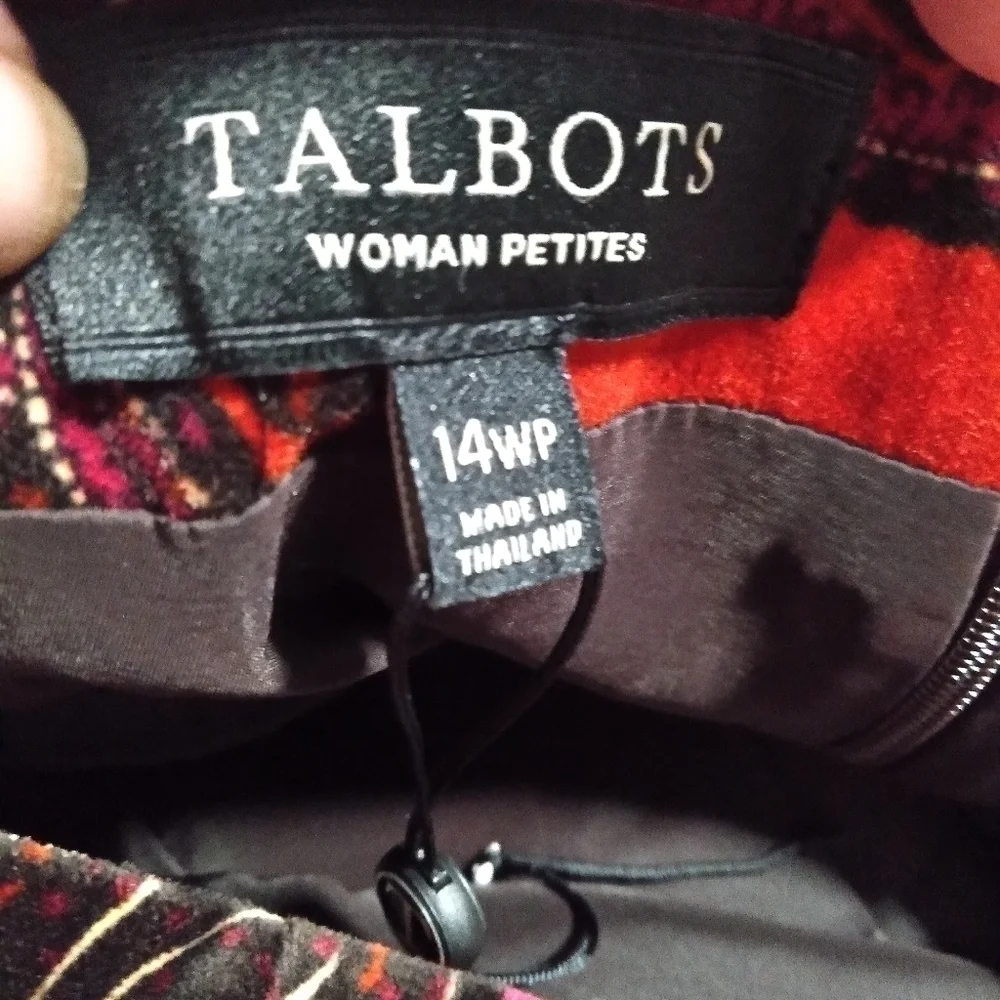 TALBOTS
WOMAN PETITES
14WP
MADE IN
THAILAND